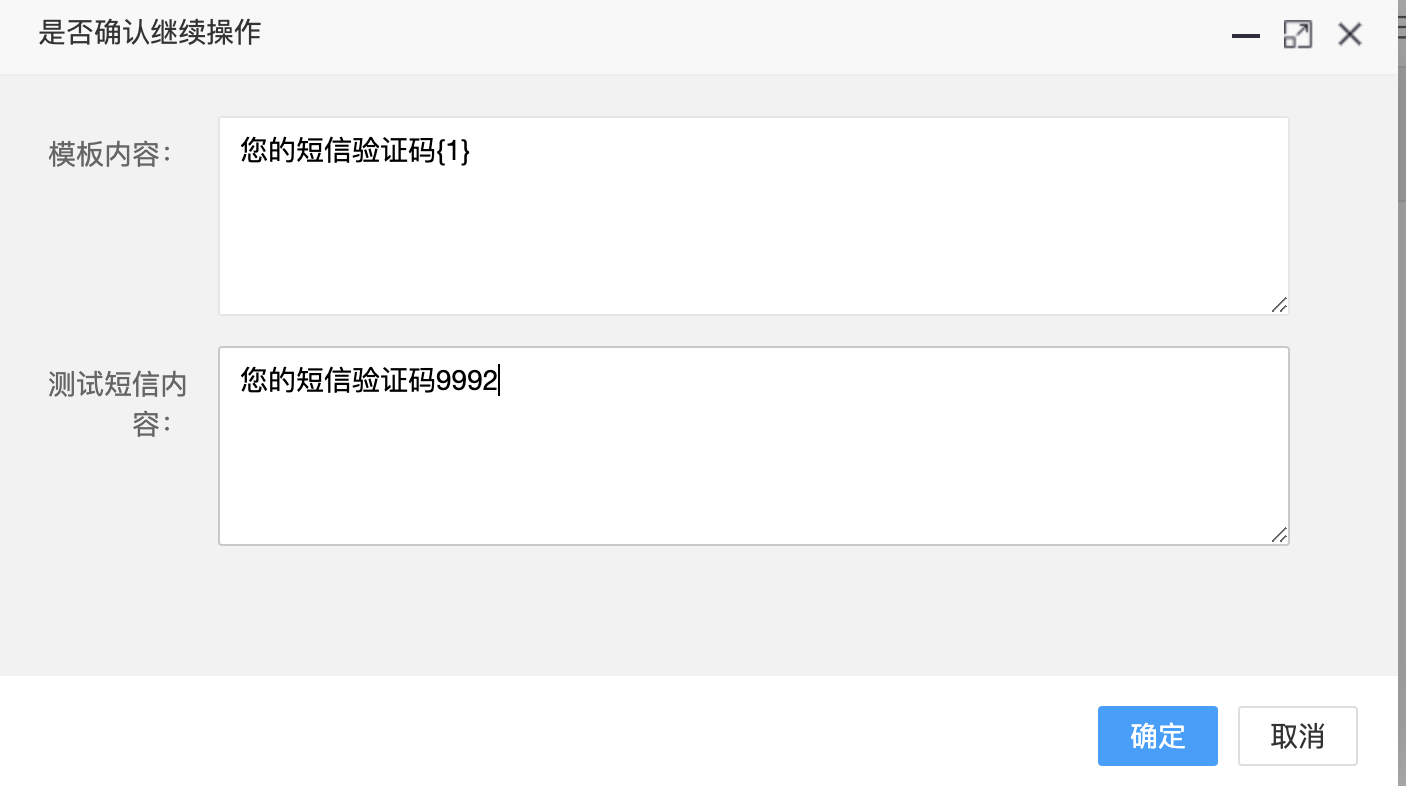 是否确认继续操作
模板内容：
您的短信验证码{1}
测试短信内
容：
您的短信验证码9992
确定
取消